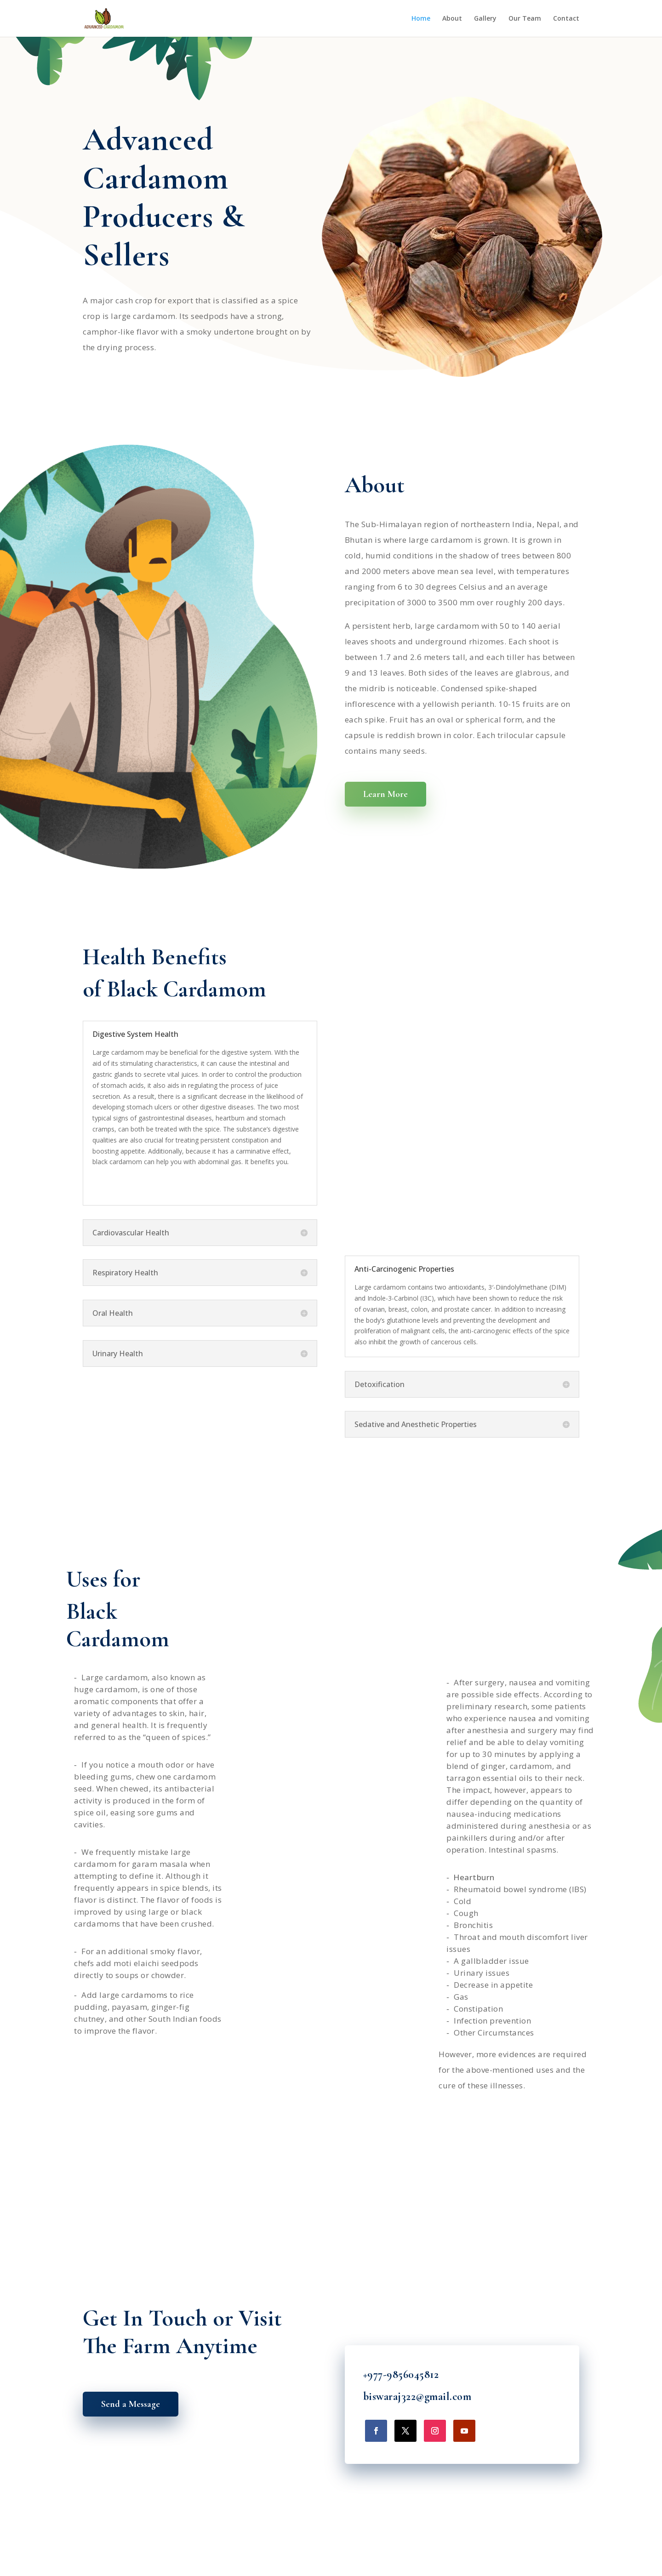 ADVANCED CARDAMOM
Home
About
Gallery
Our Team
Contact
Advanced
Cardamom
Producers &
Sellers
A major cash crop for export that is classified as a spice
crop is large cardamom. Its seedpods have a strong,
camphor-like flavor with a smoky undertone brought on by
the drying process.
About
The Sub-Himalayan region of northeastern India, Nepal, and
Bhutan is where large cardamom is grown. It is grown in
cold, humid conditions in the shadow of trees between 800
and 2000 meters above mean sea level, with temperatures
ranging from 6 to 30 degrees Celsius and an average
precipitation of 3000 to 3500 mm over roughly 200 days.
A persistent herb, large cardamom with 50 to 140 aerial
leaves shoots and underground rhizomes. Each shoot is
between 1.7 and 2.6 meters tall, and each tiller has between
9 and 13 leaves. Both sides of the leaves are glabrous, and
the midrib is noticeable. Condensed spike-shaped
inflorescence with a yellowish perianth. 10-15 fruits are on
each spike. Fruit has an oval or spherical form, and the
capsule is reddish brown in color. Each trilocular capsule
contains many seeds.
Learn More
Health Benefits
of Black Cardamom
Digestive System Health
Large cardamom may be beneficial for the digestive system. With the
aid of its stimulating characteristics, it can cause the intestinal and
gastric glands to secrete vital juices. In order to control the production
of stomach acids, it also aids in regulating the process of juice
secretion. As a result, there is a significant decrease in the likelihood of
developing stomach ulcers or other digestive diseases. The two most
typical signs of gastrointestinal diseases, heartburn and stomach
cramps, can both be treated with the spice. The substance's digestive
qualities are also crucial for treating persistent constipation and
boosting appetite. Additionally, because it has a carminative effect,
black cardamom can help you with abdominal gas. It benefits you.
Cardiovascular Health
Respiratory Health
Oral Health
Urinary Health
Anti-Carcinogenic Properties
Large cardamom contains two antioxidants, 3'-Diindolylmethane (DIM)
and Indole-3-Carbinol (I3C), which have been shown to reduce the risk
of ovarian, breast, colon, and prostate cancer. In addition to increasing
the body's glutathione levels and preventing the development and
proliferation of malignant cells, the anti-carcinogenic effects of the spice
also inhibit the growth of cancerous cells.
Detoxification
Sedative and Anesthetic Properties
Uses for
Black
Cardamom
- Large cardamom, also known as
huge cardamom, is one of those
aromatic components that offer a
variety of advantages to skin, hair,
and general health. It is frequently
referred to as the "queen of spices."
- If you notice a mouth odor or have
bleeding gums, chew one cardamom
seed. When chewed, its antibacterial
activity is produced in the form of
spice oil, easing sore gums and
cavities.
- We frequently mistake large
cardamom for garam masala when
attempting to define it. Although it
frequently appears in spice blends, its
flavor is distinct. The flavor of foods is
improved by using large or black
cardamoms that have been crushed.
- For an additional smoky flavor,
chefs add moti elaichi seedpods
directly to soups or chowder.
- Add large cardamoms to rice
pudding, payasam, ginger-fig
chutney, and other South Indian foods
to improve the flavor.
- After surgery, nausea and vomiting
are possible side effects. According to
preliminary research, some patients
who experience nausea and vomiting
after anesthesia and surgery may find
relief and be able to delay vomiting
for up to 30 minutes by applying a
blend of ginger, cardamom, and
tarragon essential oils to their neck.
The impact, however, appears to
differ depending on the quantity of
nausea-inducing medications
administered during anesthesia or as
painkillers during and/or after
operation. Intestinal spasms.
- Heartburn
- Rheumatoid bowel syndrome (IBS)
- Cold
- Cough
- Bronchitis
- Throat and mouth discomfort liver
issues
- A gallbladder issue
- Urinary issues
- Decrease in appetite
- Gas
- Constipation
- Infection prevention
- Other Circumstances
However, more evidences are required
for the above-mentioned uses and the
cure of these illnesses.
Get In Touch or Visit
The Farm Anytime
Send a Message
+977-9856045812
biswaraj322@gmail.com